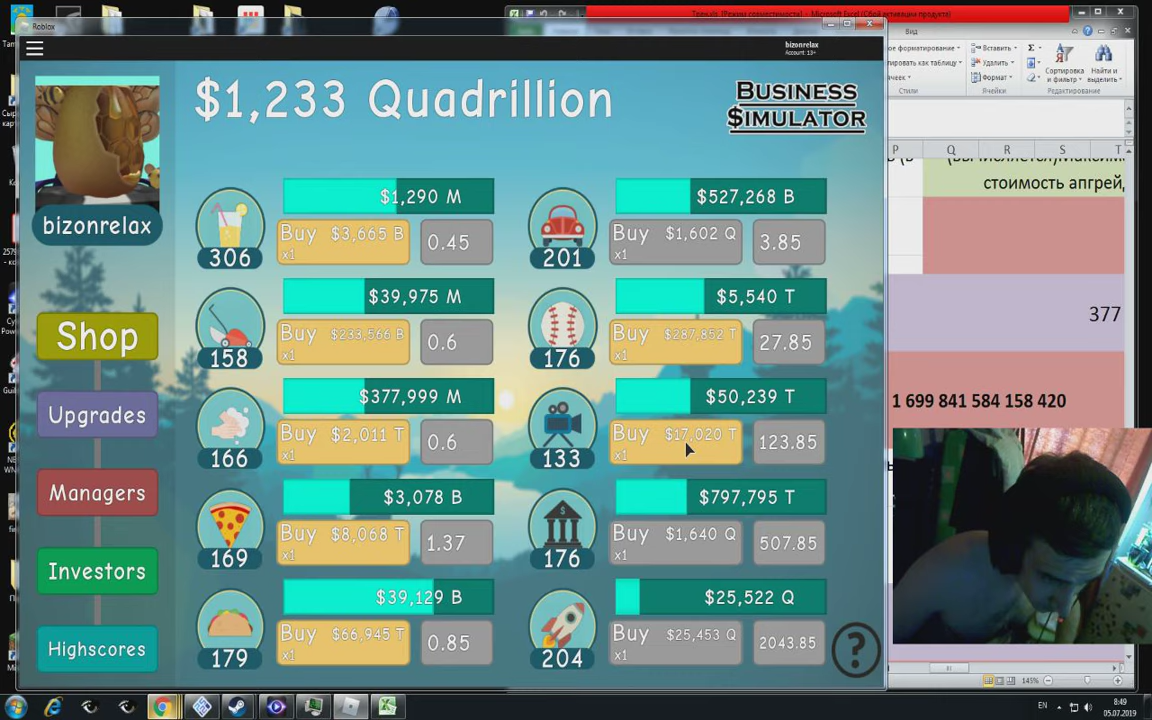 Roblox
bizonrelax
Account: 13+
$1,233 Quadrillion
BUSINESS
$IMULATOR
bizonrelax
Shop
Upgrades
Managers
Investors
Highscores
$1,290 M
Buy $3,665 B
x1
0.45
306
$39,975 M
Buy $233,566 B
x1
0.6
158
$377,999 M
Buy $2,011 T
x1
0.6
166
$3,078 B
Buy $8,068 T
x1
1.37
169
$39,129 B
Buy $66,945 T
x1
0.85
179
$527,268 B
Buy $1,602 Q
x1
3.85
201
$5,540 T
Buy $287,852 T
x1
27.85
176
$50,239 T
Buy $17,020 T
x1
123.85
133
$797,795 T
Buy $1,640 Q
x1
507.85
176
$25,522 Q
Buy $25,453 Q
x1
2043.85
204
?
Вид
Вставить
Удалить
Формат
Сортировка
и фильтр
Найти и
выделить
Стили
Ячейки
Редактирование
P Q R S T
стоимость апгрей,
377
1 699 841 584 158 420
145%
EN
8:49
05.07.2019